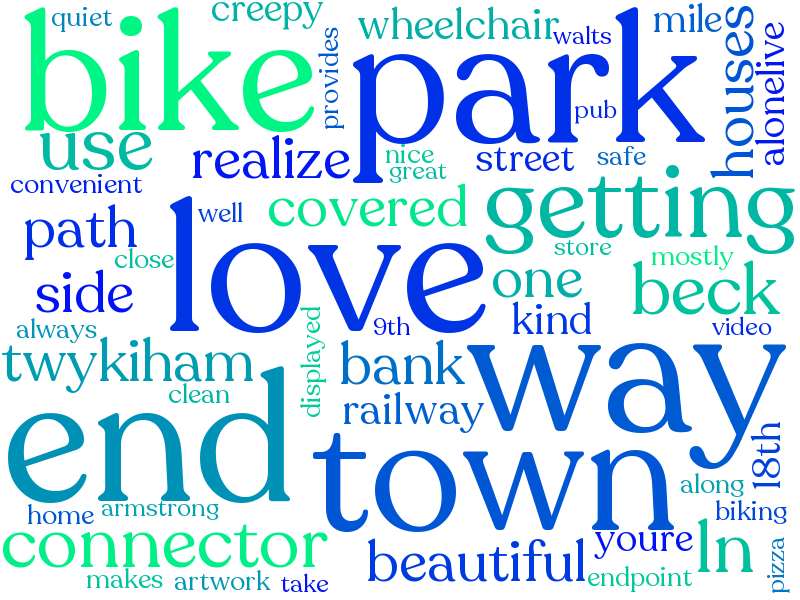 quiet
creepy
wheelchair
walts
mile
houses
alonelive
bike
provides
park
pub
use
realize
nice
great
street
safe
convenient
path
well
covered
getting
close
love
store
mostly
side
one
beck
always
9th
kind
video
twykiham
displayed
bank
way
clean
railway
end
town
18th
along
home
armstrong
biking
connector
beautiful
youre
ln
pizza
makes
artwork
take
endpoint